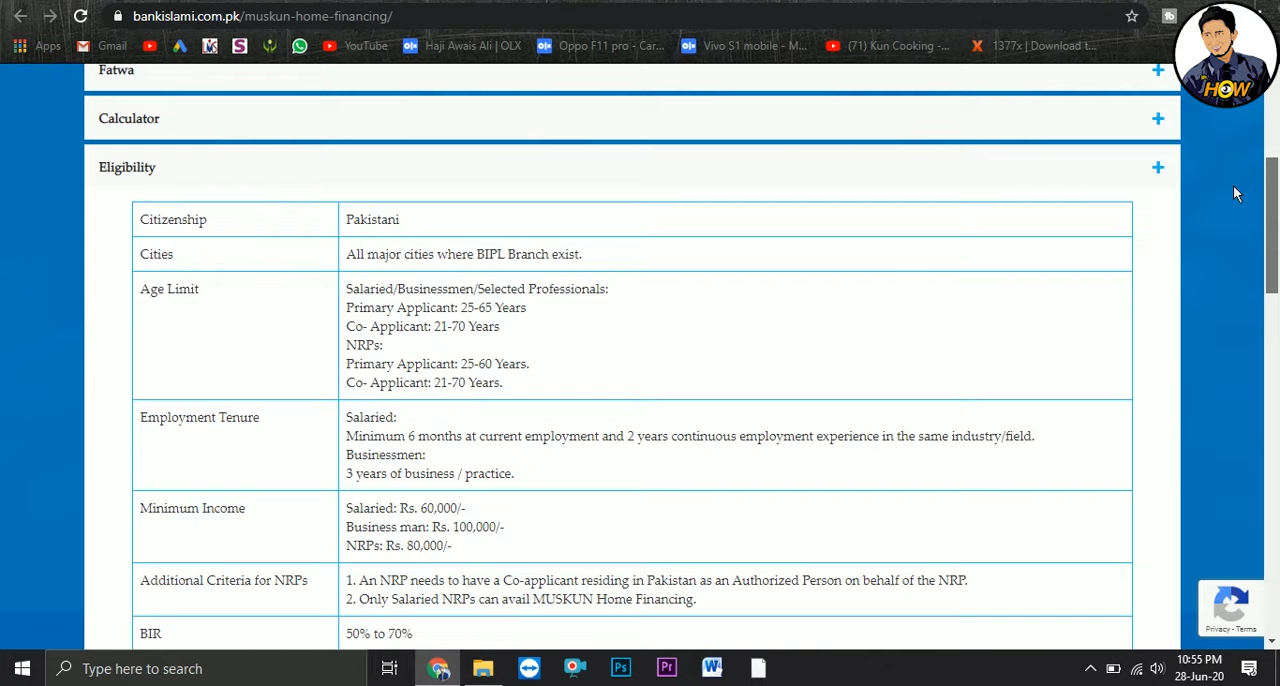 bankislami.com.pk/muskun-home-financing/
Apps
Gmail
YouTube
Haji Awais Ali | OLX
Oppo F11 pro - Car...
Vivo S1 mobile - M...
(71) Kun Cooking -...
1377x | Download t...
HOW
Fatwa
Calculator
Eligibility
Citizenship Pakistani
Cities All major cities where BIPL Branch exist.
Age Limit Salaried/Businessmen/Selected Professionals:
Primary Applicant: 25-65 Years
Co- Applicant: 21-70 Years
NRPs:
Primary Applicant: 25-60 Years.
Co- Applicant: 21-70 Years.
Employment Tenure Salaried:
Minimum 6 months at current employment and 2 years continuous employment experience in the same industry/field.
Businessmen:
3 years of business / practice.
Minimum Income Salaried: Rs. 60,000/-
Business man: Rs. 100,000/-
NRPs: Rs. 80,000/-
Additional Criteria for NRPs 1. An NRP needs to have a Co-applicant residing in Pakistan as an Authorized Person on behalf of the NRP.
2. Only Salaried NRPs can avail MUSKUN Home Financing.
BIR 50% to 70%
Privacy - Terms
Type here to search
Ps
Pr
W
10:55 PM
28-Jun-20